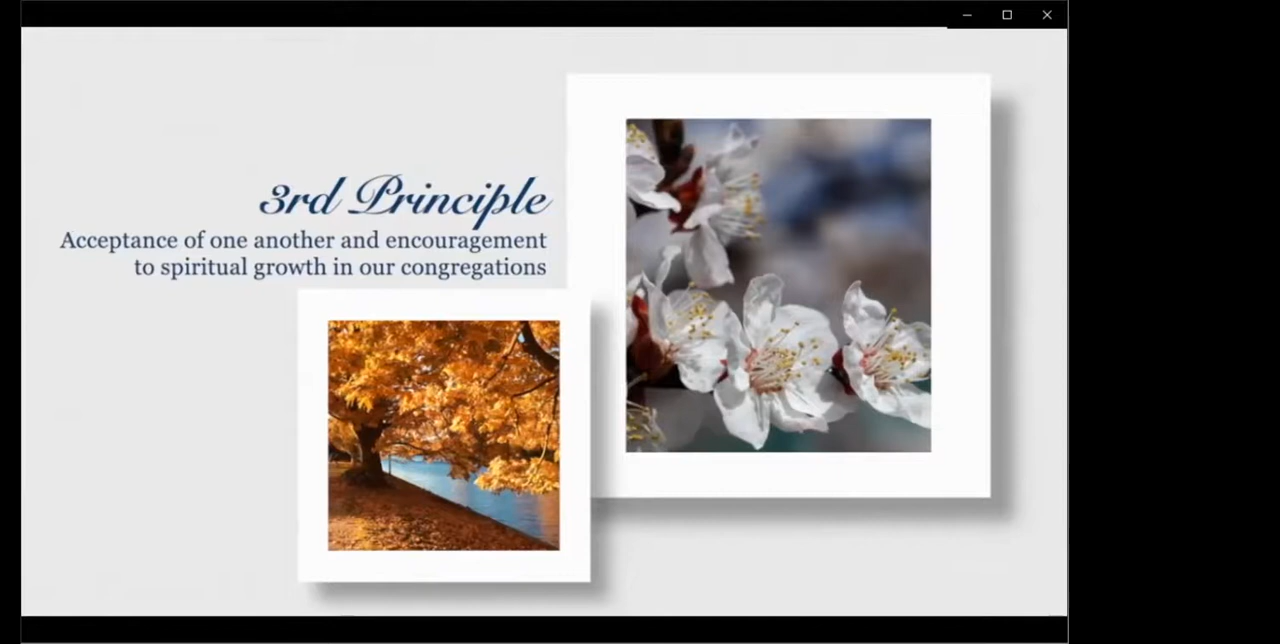 3rd Principle
Acceptance of one another and encouragement
to spiritual growth in our congregations